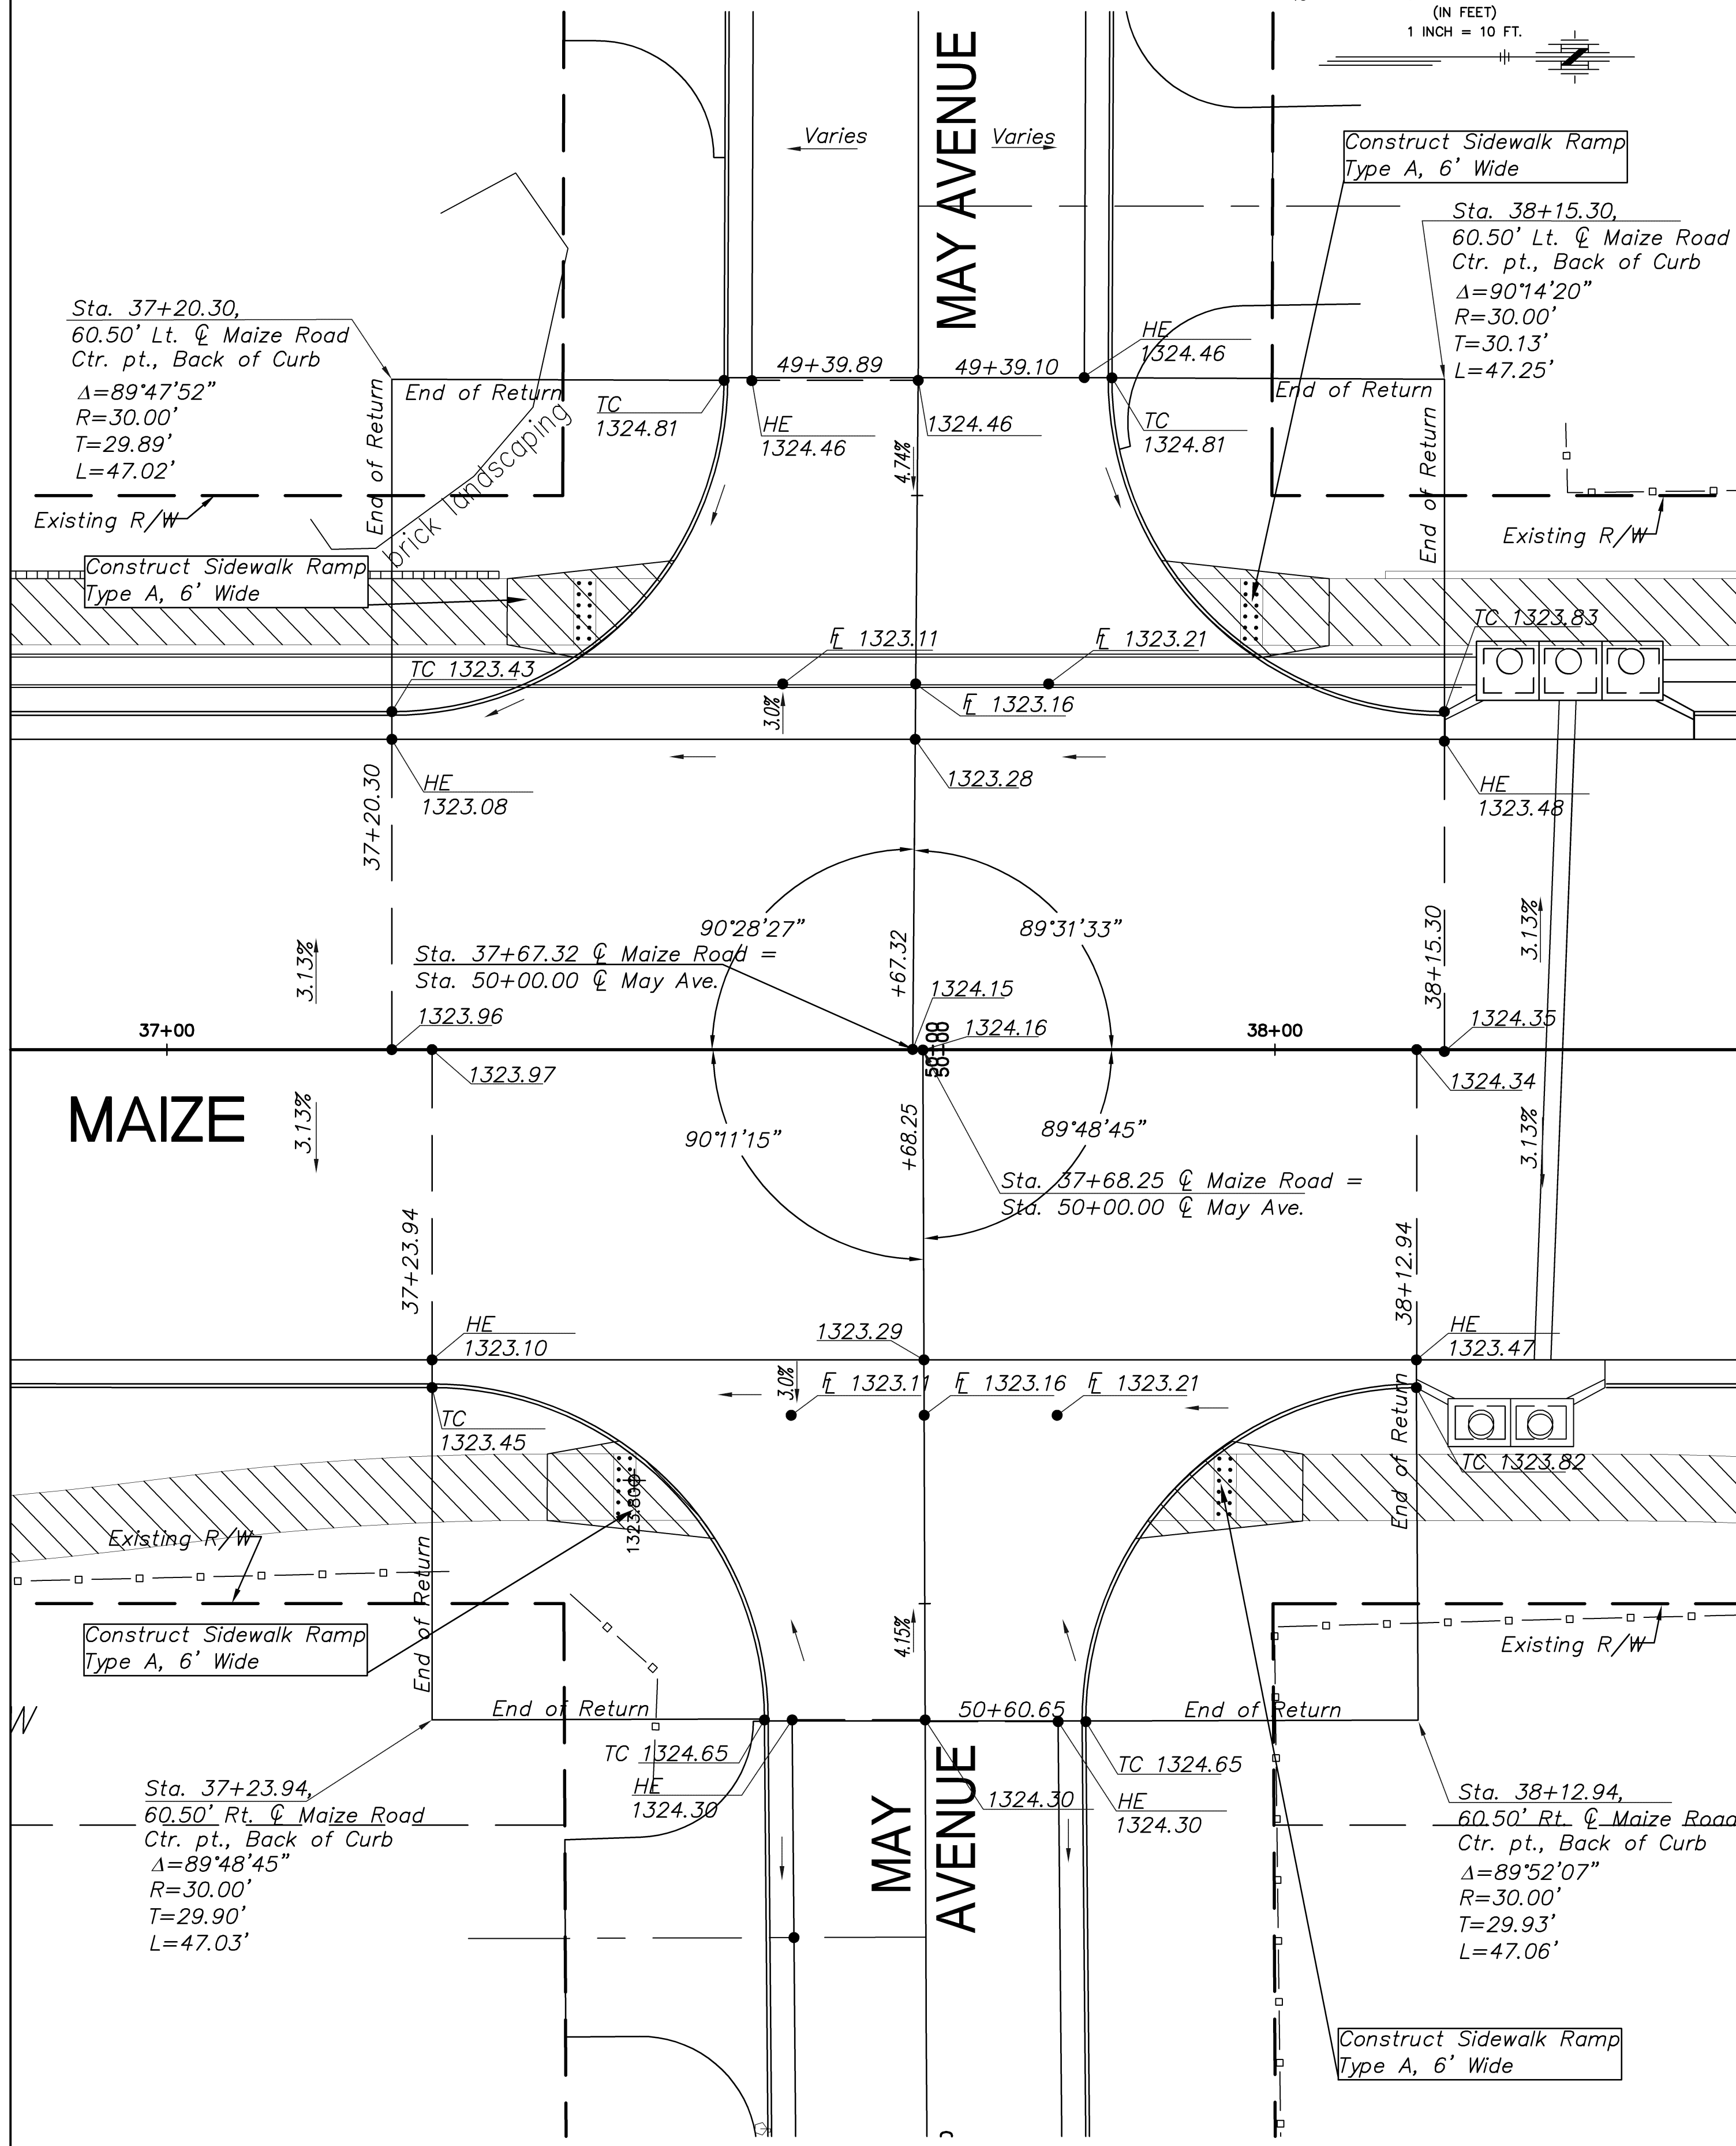 (IN FEET)
1 INCH = 10 FT.
MAY AVENUE
Varies
Varies
Construct Sidewalk Ramp
Type A, 6' Wide
Sta. 38+15.30,
60.50' Lt. ℄ Maize Road
Ctr. pt., Back of Curb
Δ=90°14'20"
R=30.00'
T=30.13'
L=47.25'
Sta. 37+20.30,
60.50' Lt. ℄ Maize Road
Ctr. pt., Back of Curb
Δ=89°47'52"
R=30.00'
T=29.89'
L=47.02'
49+39.89
49+39.10
HE
1324.46
End of Return
End of Return
End of Return
End of Return
TC
1324.81
HE
1324.46
1324.46
TC
1324.81
4.74%
brick landscaping
Existing R/W
Existing R/W
Construct Sidewalk Ramp
Type A, 6' Wide
TC 1323.83
FL 1323.11
FL 1323.21
TC 1323.43
FL 1323.16
3.0%
HE
1323.08
1323.28
HE
1323.48
37+20.30
90°28'27"
89°31'33"
Sta. 37+67.32 ℄ Maize Road =
Sta. 50+00.00 ℄ May Ave.
+67.32
38+15.30
3.13%
3.13%
1324.15
1323.96
1324.16
1324.35
37+00
50+00
50+00
38+00
1323.97
1324.34
MAIZE
3.13%
3.13%
90°11'15"
+68.25
89°48'45"
Sta. 37+68.25 ℄ Maize Road =
Sta. 50+00.00 ℄ May Ave.
37+23.94
38+12.94
HE
1323.10
1323.29
HE
1323.47
3.0%
FL 1323.11
FL 1323.16
FL 1323.21
TC
1323.45
End of Return
TC 1323.82
1323.800
Existing R/W
End of Return
Construct Sidewalk Ramp
Type A, 6' Wide
4.15%
Existing R/W
W
End of Return
50+60.65
End of Return
TC 1324.65
HE
1324.30
TC 1324.65
1324.30
HE
1324.30
MAY
AVENUE
Sta. 37+23.94,
60.50' Rt. ℄ Maize Road
Ctr. pt., Back of Curb
Δ=89°48'45"
R=30.00'
T=29.90'
L=47.03'
Sta. 38+12.94,
60.50' Rt. ℄ Maize Road
Ctr. pt., Back of Curb
Δ=89°52'07"
R=30.00'
T=29.93'
L=47.06'
Construct Sidewalk Ramp
Type A, 6' Wide